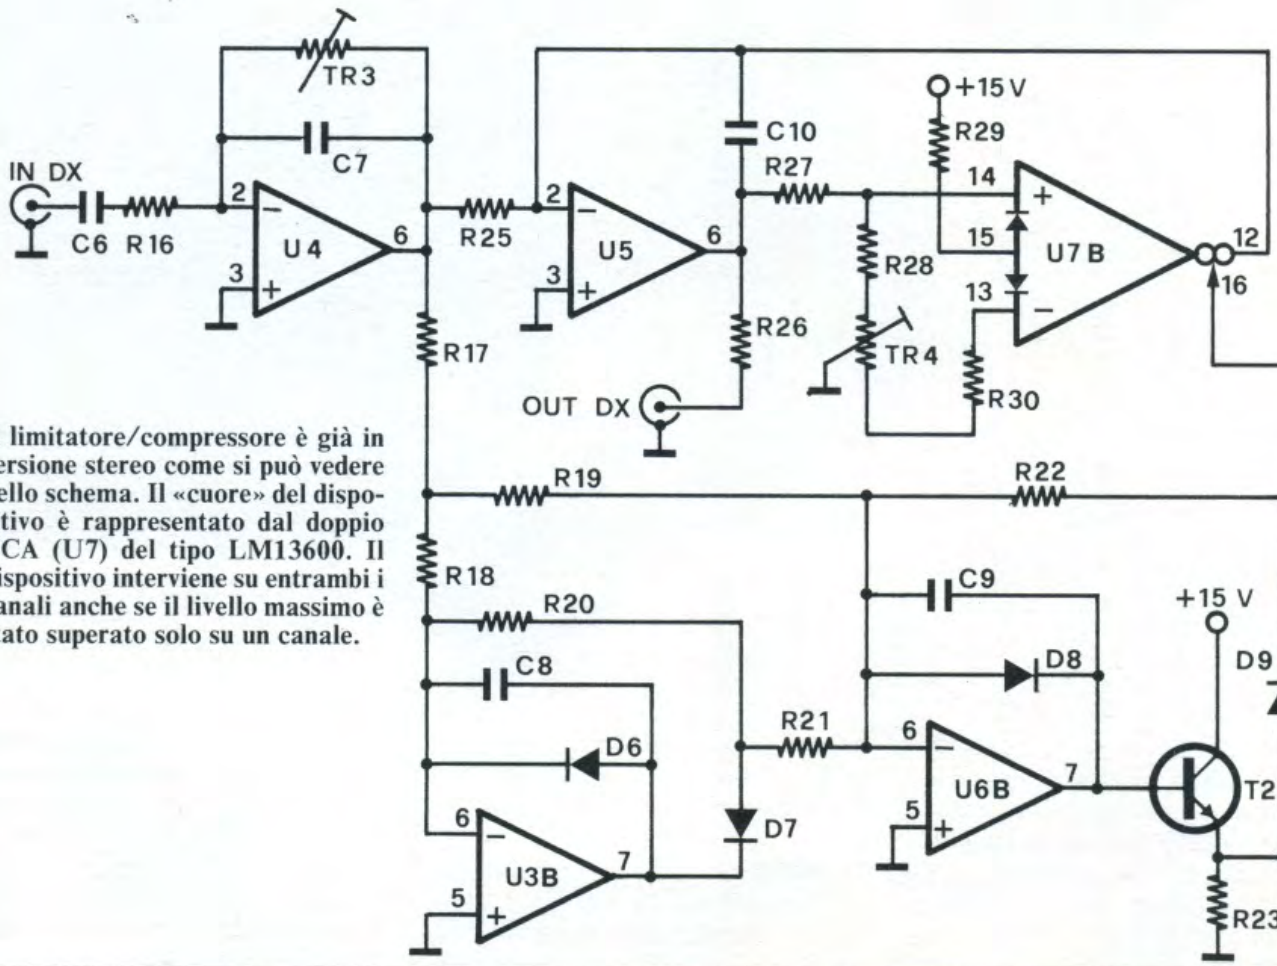 TR3
+15 V
C10
R29
IN DX
C7
R27
14
2
−
C6
R16
U4
6
R25
2
−
U5
6
+
15
U7B
12
3
+
3
+
R28
13
−
16
R17
R26
TR4
R30
OUT DX
limitatore/compressore è già in
ersione stereo come si può vedere
ello schema. Il «cuore» del dispo-
tivo è rappresentato dal doppio
CA (U7) del tipo LM13600. Il
ispositivo interviene su entrambi i
anali anche se il livello massimo è
tato superato solo su un canale.
R19
R22
R18
C9
R20
+15 V
C8
D8
D9
R21
D6
6
−
7
U6B
T2
D7
5
+
6
−
7
U3B
5
+
R23